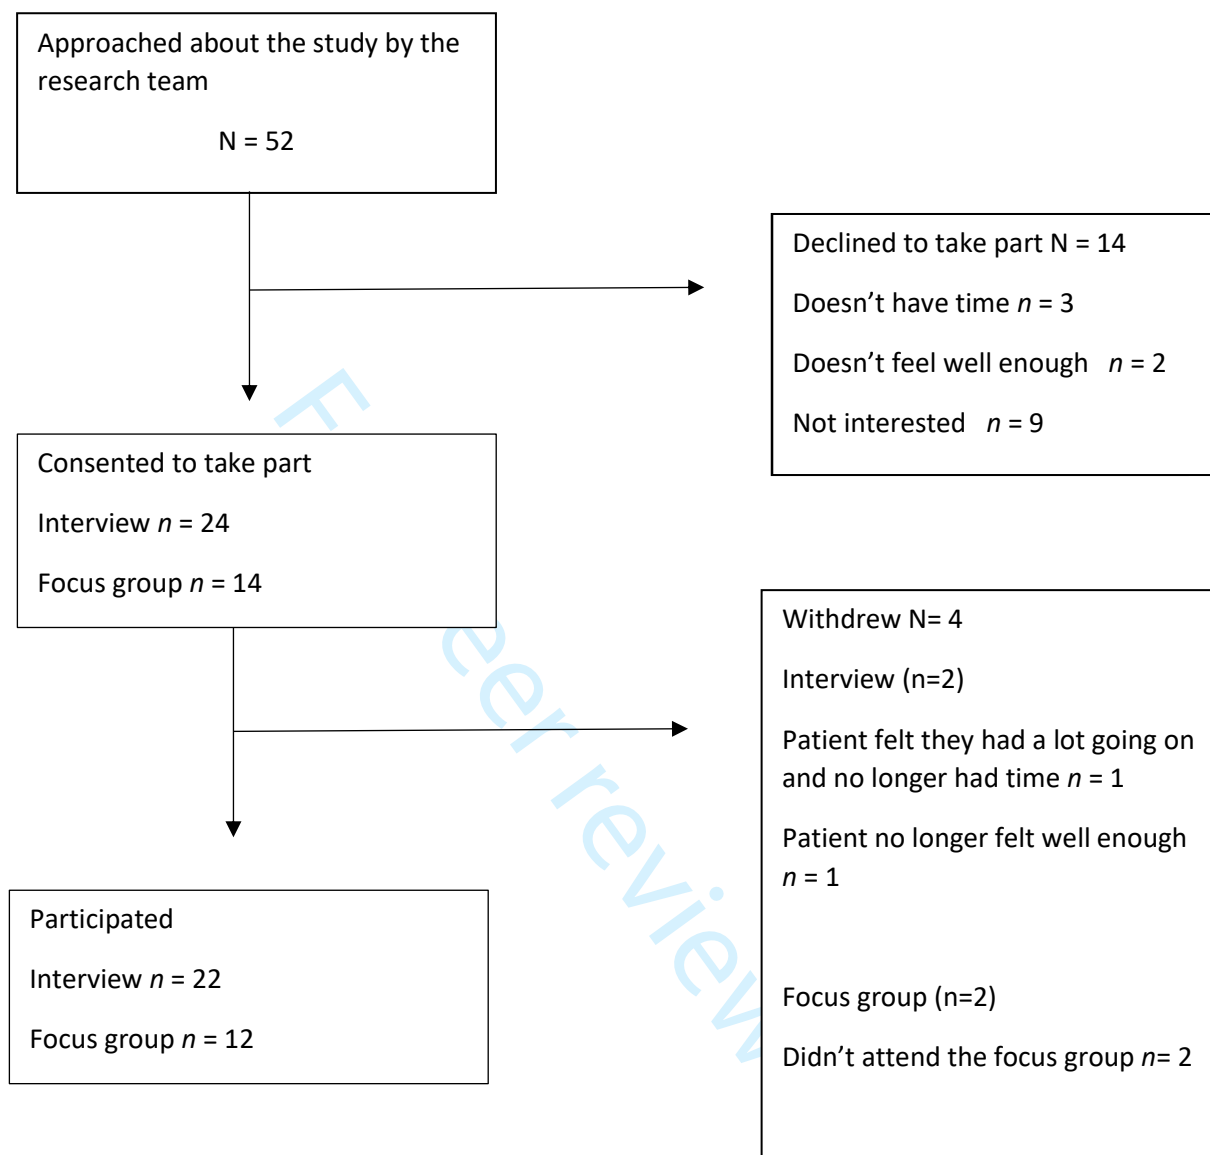 Approached about the study by the
research team
N = 52
Declined to take part N = 14
Doesn’t have time n = 3
Doesn’t feel well enough n = 2
Not interested n = 9
Consented to take part
Interview n = 24
Focus group n = 14
Withdrew N= 4
Interview (n=2)
Patient felt they had a lot going on
and no longer had time n = 1
Patient no longer felt well enough
n = 1
Focus group (n=2)
Didn’t attend the focus group n= 2
Participated
Interview n = 22
Focus group n = 12
F eer review